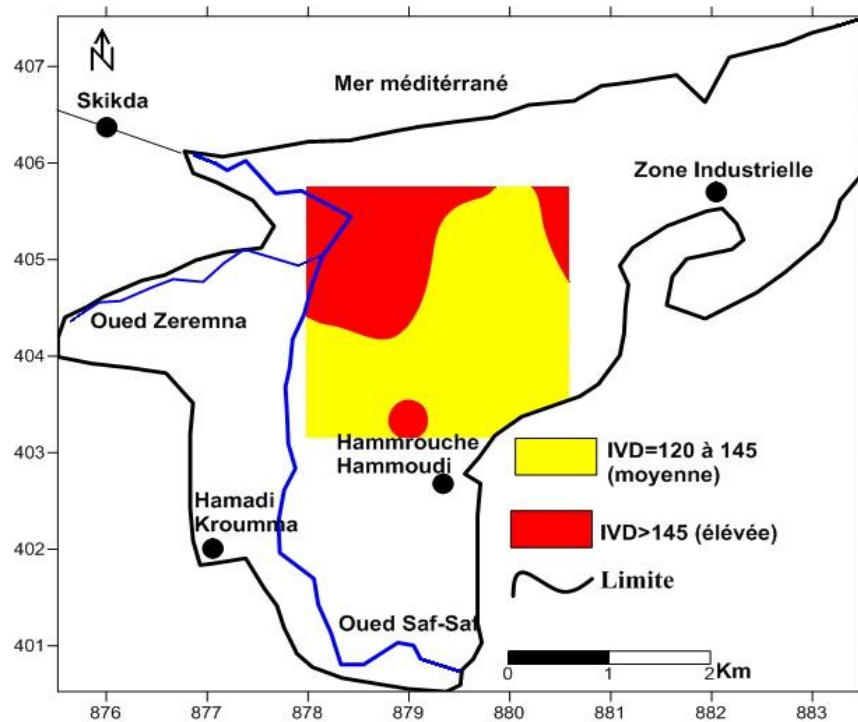 407
406
405
404
403
402
401
N
Mer méditérrané
Skikda
Zone Industrielle
Oued Zeremna
Hammrouche
Hammoudi
Hamadi
Kroumma
Oued Saf-Saf
IVD=120 à 145
(moyenne)
IVD>145 (élévée)
Limite
0 1 2Km
876 877 878 879 880 881 882 883